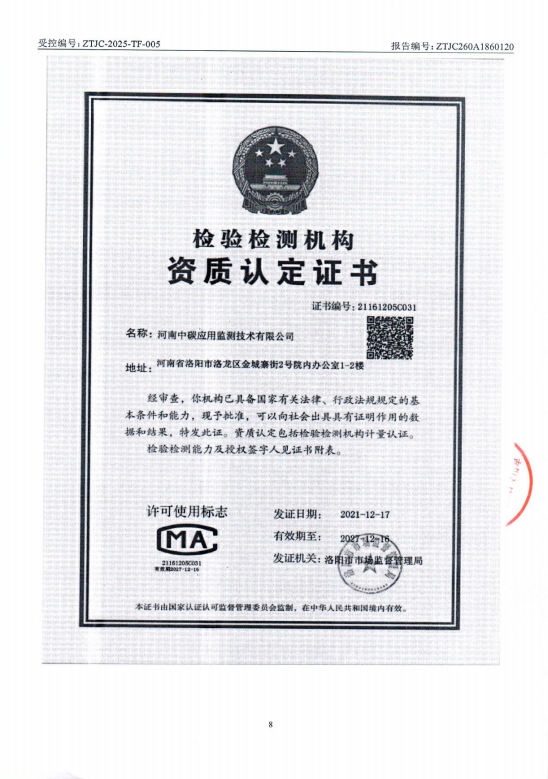 受控编号: ZTJC-2025-TF-005
报告编号: ZTJC260A1860120
检验检测机构
资质认定证书
证书编号: 21161205C031
名称: 河南中碳应用监测技术有限公司
地址: 河南省洛阳市洛龙区金城寨街2号院内办公室1-2楼
经审查, 你机构已具备国家有关法律、行政法规规定的基
本条件和能力, 现予批准, 可以向社会出具具有证明作用的数
据和结果, 特发此证。资质认定包括检验检测机构计量认证。
检验检测能力及授权签字人见证书附表。
许可使用标志
MA
21161205C031
有效期2027-12-16
发证日期: 2021-12-17
有效期至: 2027-12-16
发证机关: 洛阳市市场监督管理局
本证书由国家认证认可监督管理委员会监制, 在中华人民共和国境内有效。
8